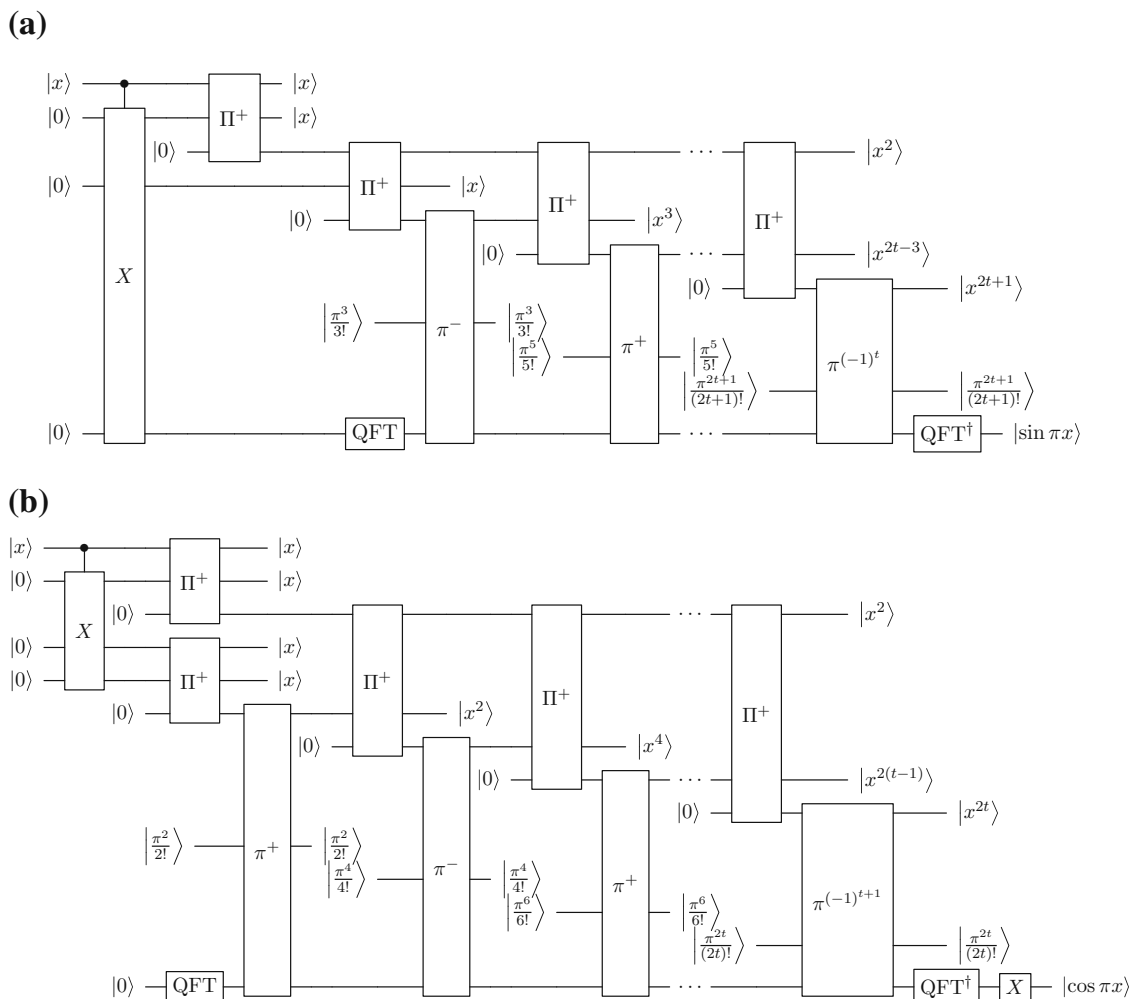 (a)
|x⟩ Π⁺ |x⟩
|0⟩ |x⟩
|0⟩ Π⁺ Π⁺ ⋯ Π⁺ |x²⟩
|0⟩ |x⟩
|0⟩ |x³⟩
X |0⟩ ⋯ |x^{2t−3}⟩
|0⟩ |x^{2t+1}⟩
|π³/3!⟩ π⁻ |π³/3!⟩
|π⁵/5!⟩ π⁺ |π⁵/5!⟩ π^{(−1)^t}
|π^{2t+1}/(2t+1)!⟩ |π^{2t+1}/(2t+1)!⟩
|0⟩ QFT ⋯ QFT† |sin πx⟩
(b)
|x⟩ |x⟩
|0⟩ Π⁺ |x⟩
|0⟩ ⋯ |x²⟩
|0⟩ X |x⟩
|0⟩ Π⁺ |x⟩ Π⁺ Π⁺ Π⁺
|0⟩ |x²⟩
|0⟩ |x⁴⟩
|0⟩ ⋯ |x^{2(t−1)}⟩
|0⟩ |x^{2t}⟩
|π²/2!⟩ π⁺ |π²/2!⟩
|π⁴/4!⟩ π⁻ |π⁴/4!⟩
|π⁶/6!⟩ π⁺ |π⁶/6!⟩ π^{(−1)^{t+1}}
|π^{2t}/(2t)!⟩ |π^{2t}/(2t)!⟩
|0⟩ QFT ⋯ QFT† X |cos πx⟩